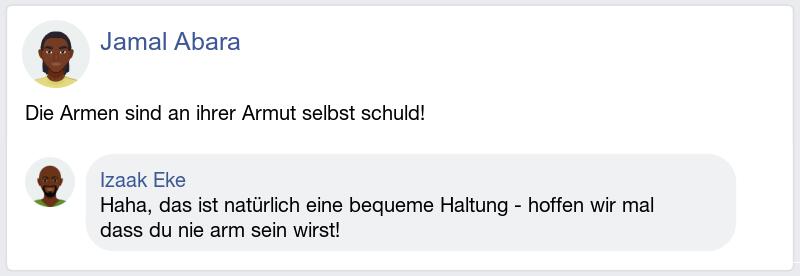 Jamal Abara
Die Armen sind an ihrer Armut selbst schuld!
Izaak Eke
Haha, das ist natürlich eine bequeme Haltung - hoffen wir mal
dass du nie arm sein wirst!